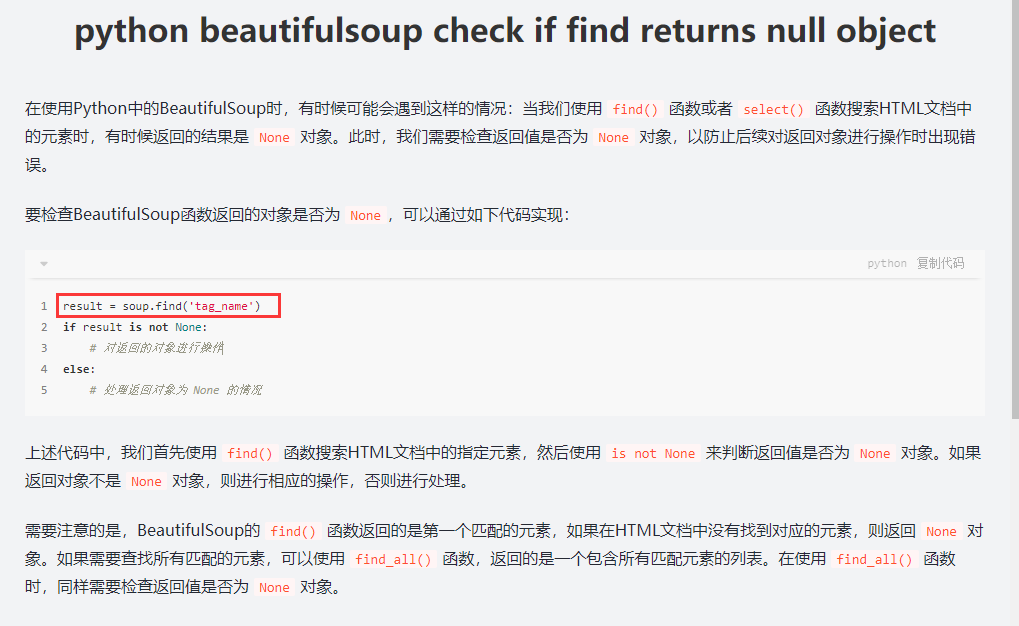 python beautifulsoup check if find returns null object
在使用Python中的BeautifulSoup时，有时候可能会遇到这样的情况：当我们使用 find() 函数或者 select() 函数搜索HTML文档中
的元素时，有时候返回的结果是 None 对象。此时，我们需要检查返回值是否为 None 对象，以防止后续对返回对象进行操作时出现错
误。
要检查BeautifulSoup函数返回的对象是否为 None ，可以通过如下代码实现：
python 复制代码
1 result = soup.find('tag_name')
2 if result is not None:
3     # 对返回的对象进行操作
4 else:
5     # 处理返回对象为 None 的情况
上述代码中，我们首先使用 find() 函数搜索HTML文档中的指定元素，然后使用 is not None 来判断返回值是否为 None 对象。如果
返回对象不是 None 对象，则进行相应的操作，否则进行处理。
需要注意的是，BeautifulSoup的 find() 函数返回的是第一个匹配的元素，如果在HTML文档中没有找到对应的元素，则返回 None 对
象。如果需要查找所有匹配的元素，可以使用 find_all() 函数，返回的是一个包含所有匹配元素的列表。在使用 find_all() 函数
时，同样需要检查返回值是否为 None 对象。